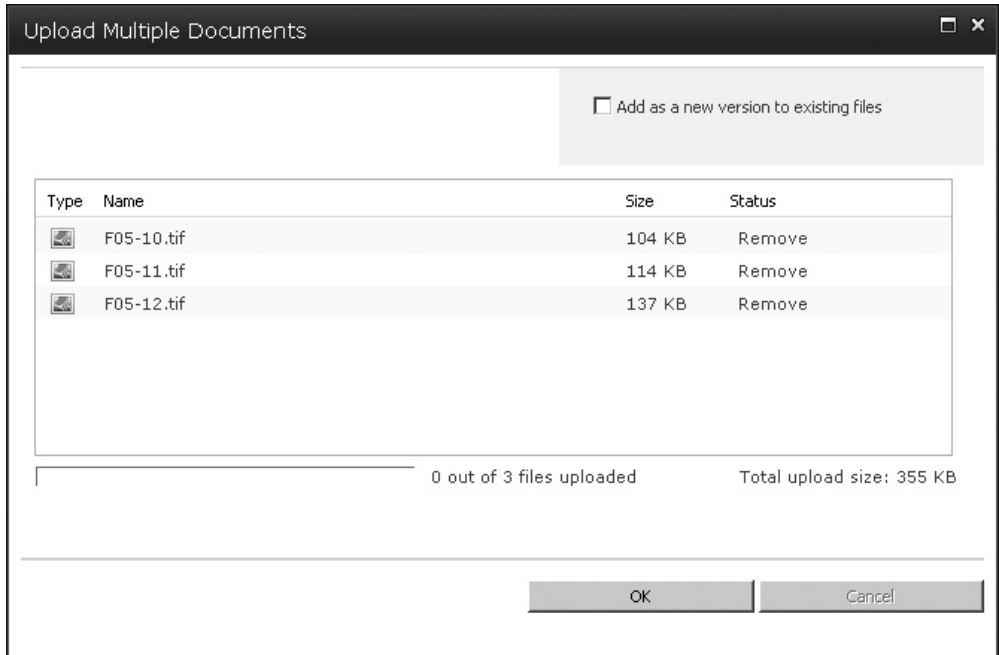 Upload Multiple Documents
Add as a new version to existing files
Type Name Size Status
F05-10.tif 104 KB Remove
F05-11.tif 114 KB Remove
F05-12.tif 137 KB Remove
0 out of 3 files uploaded Total upload size: 355 KB
OK Cancel